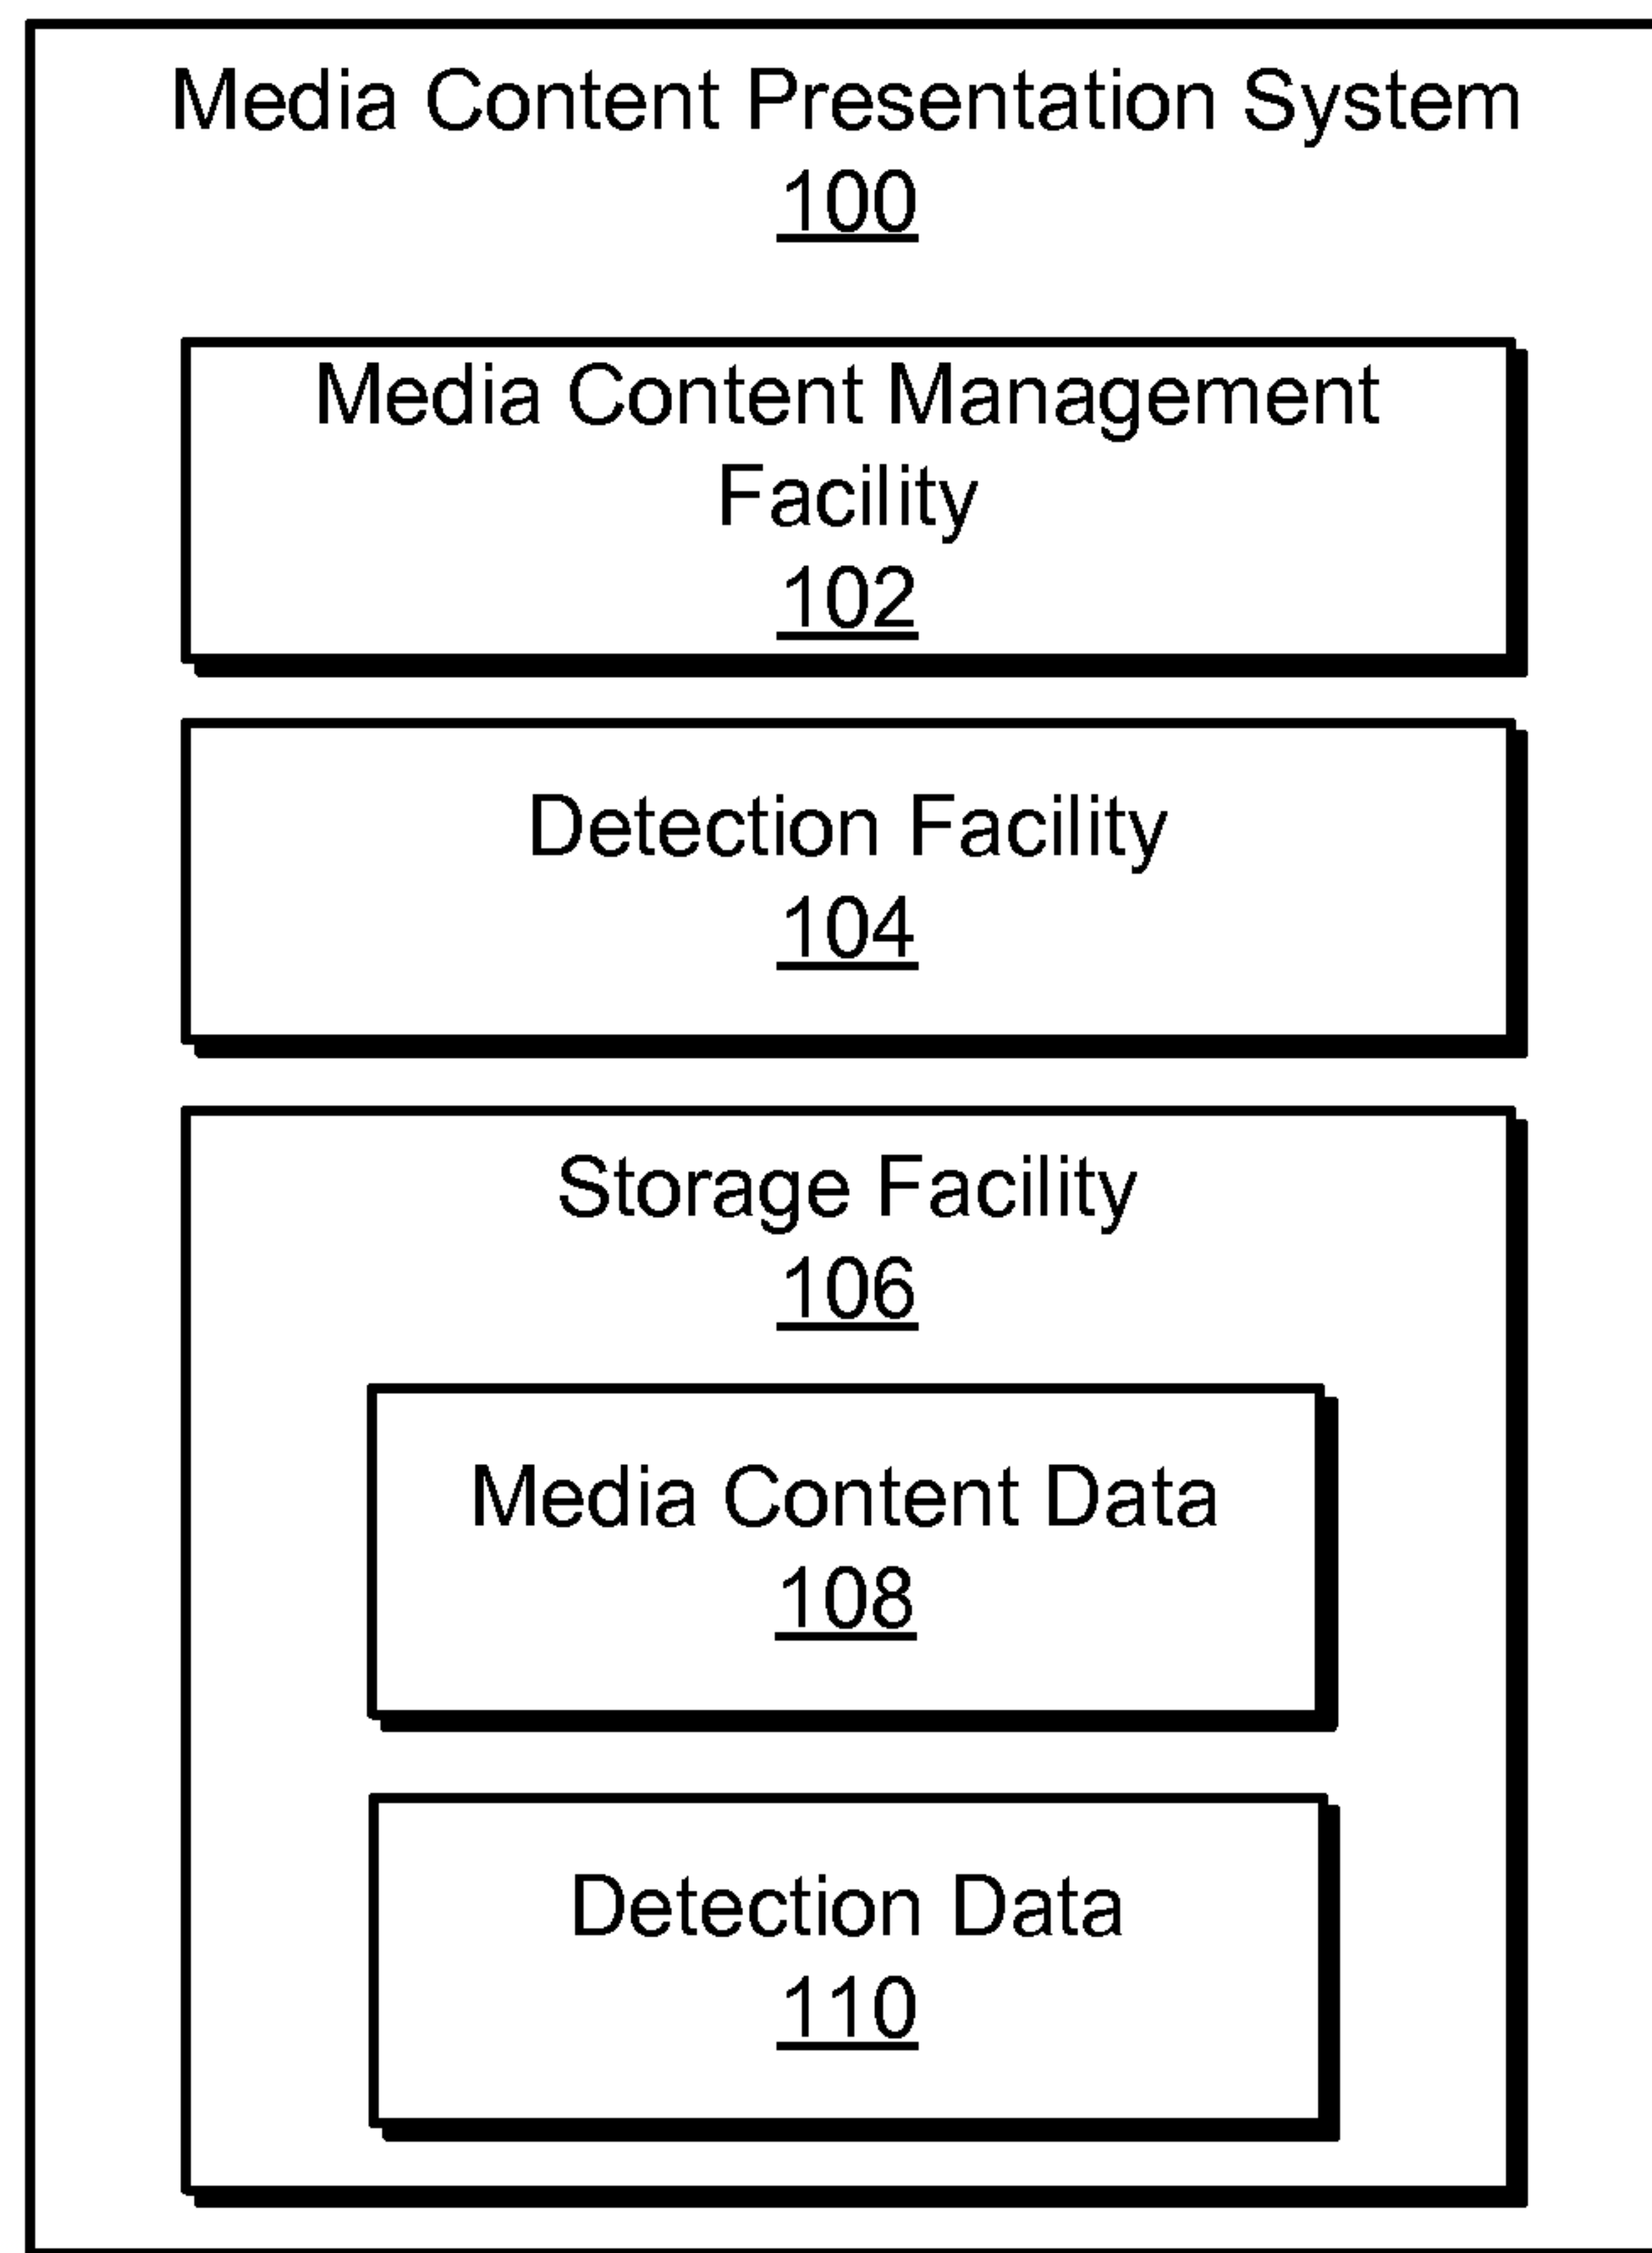 Media Content Presentation System
100
Media Content Management
Facility
102
Detection Facility
104
Storage Facility
106
Media Content Data
108
Detection Data
110